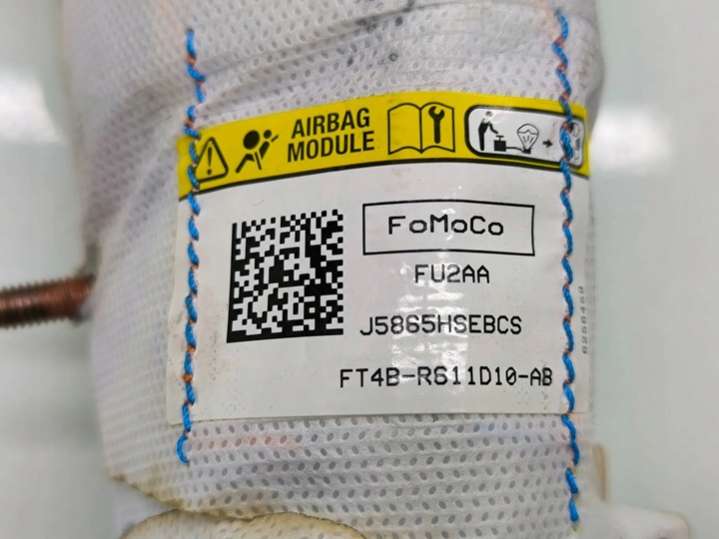 AIRBAG
MODULE
FoMoCo
FU2AA
J5865HSEBCS
FT4B-R611D10-AB